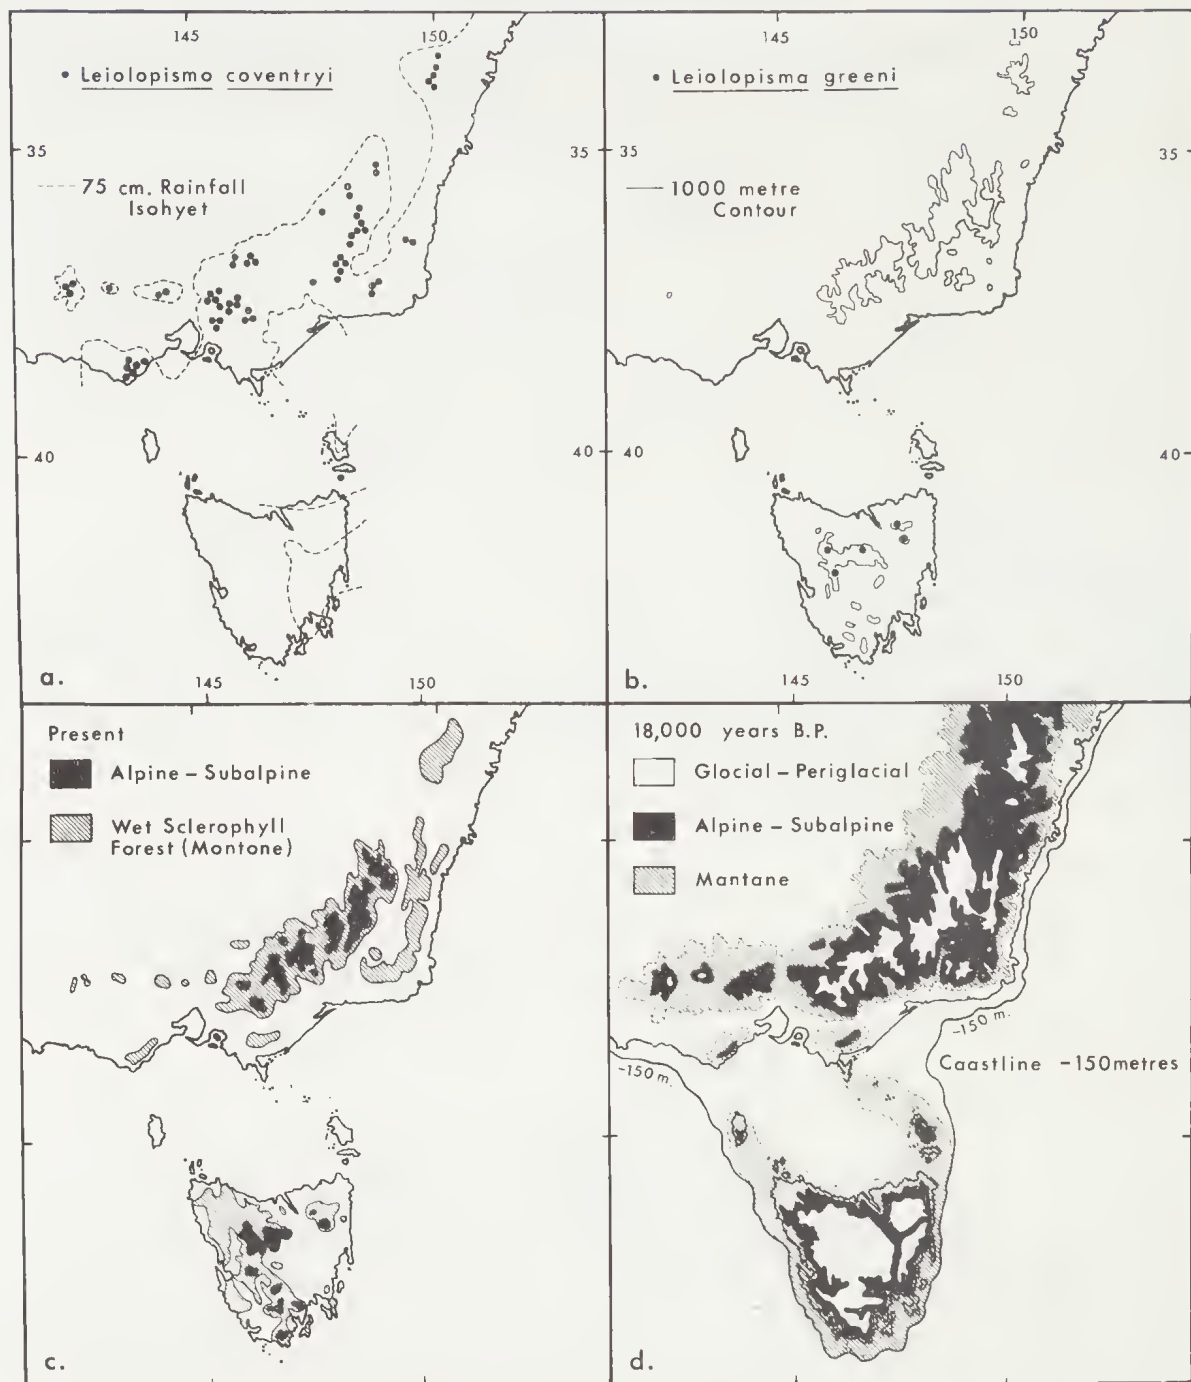 145
150
• Leiolopismo coventryi
35
35
75 cm. Rainfall
Isohyet
40
a.
145
150
• Leiolopisma greeni
35
35
1000 metre
Contour
40
40
40
b.
145
150
Present
Alpine – Subalpine
Wet Sclerophyll
Forest (Montone)
c.
145
150
18,000 years B.P.
Glocial – Periglacial
Alpine – Subalpine
Mantane
-150 m.
-150 m.
Caastline -150 metres
d.